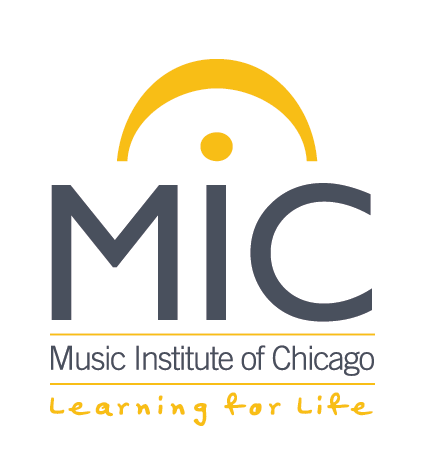 MiC
Music Institute of Chicago
Learning for Life